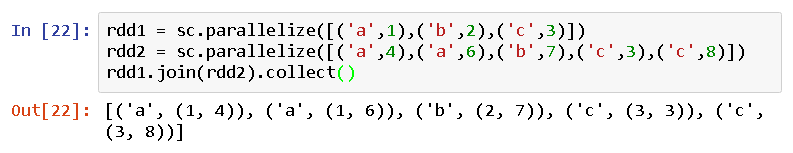 In [22]: rdd1 = sc.parallelize([('a',1),('b',2),('c',3)])
rdd2 = sc.parallelize([('a',4),('a',6),('b',7),('c',3),('c',8)])
rdd1.join(rdd2).collect()
Out[22]: [('a', (1, 4)), ('a', (1, 6)), ('b', (2, 7)), ('c', (3, 3)), ('c',
(3, 8))]